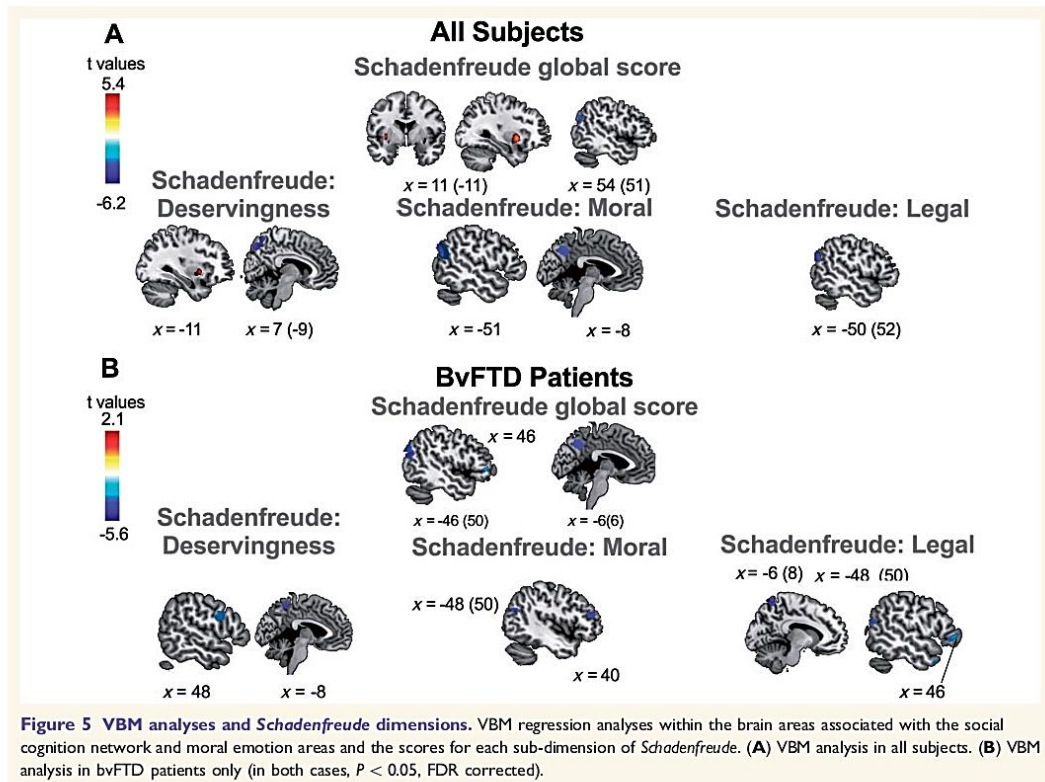 A
All Subjects
t values
5.4
-6.2
Schadenfreude global score
x = 11 (-11)
x = 54 (51)
Schadenfreude:
Deservingness
x = -11
x = 7 (-9)
Schadenfreude: Moral
x = -51
x = -8
Schadenfreude: Legal
x = -50 (52)
B
BvFTD Patients
t values
2.1
-5.6
Schadenfreude global score
x = 46
x = -46 (50)
x = -6(6)
Schadenfreude:
Deservingness
x = 48
x = -8
Schadenfreude: Moral
x = -48 (50)
x = 40
Schadenfreude: Legal
x = -6 (8)
x = -48 (50)
x = 46
Figure 5 VBM analyses and Schadenfreude dimensions. VBM regression analyses within the brain areas associated with the social
cognition network and moral emotion areas and the scores for each sub-dimension of Schadenfreude. (A) VBM analysis in all subjects. (B) VBM
analysis in bvFTD patients only (in both cases, P < 0.05, FDR corrected).